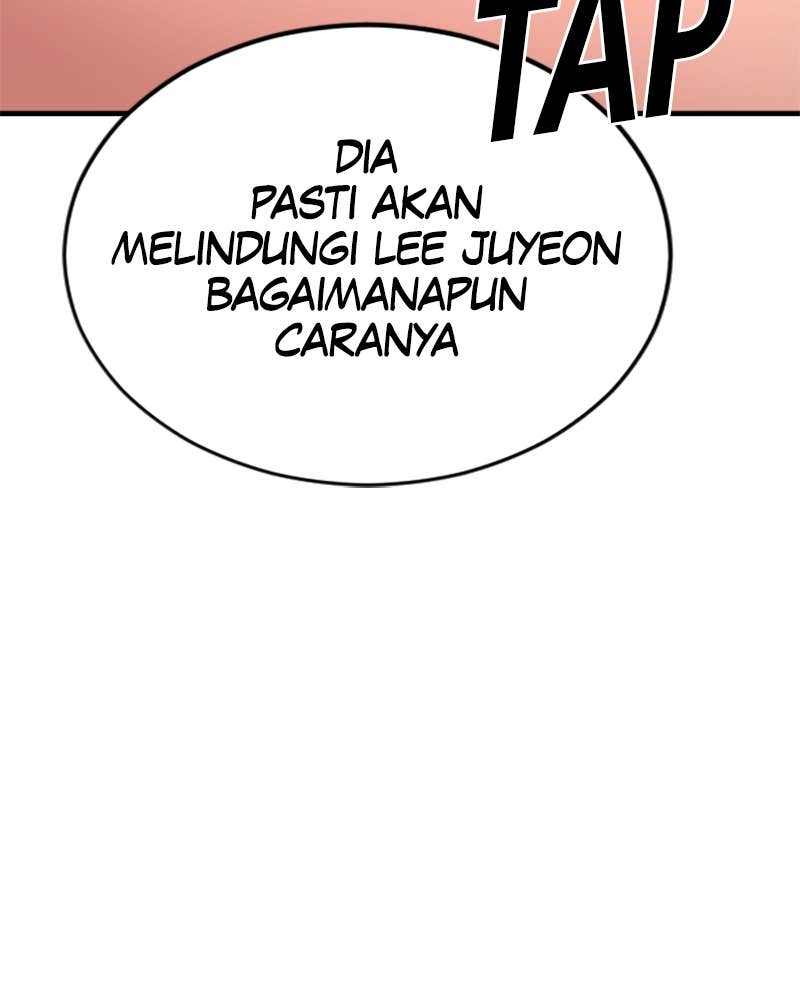 TAP
DIA
PASTI AKAN
MELINDUNGI LEE JUYEON
BAGAIMANAPUN
CARANYA